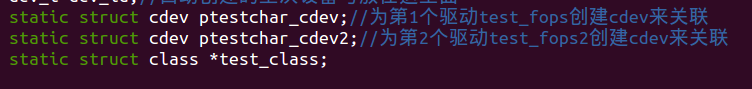 static struct cdev ptestchar_cdev;//为第1个驱动test_fops创建cdev来关联
static struct cdev ptestchar_cdev2;//为第2个驱动test_fops2创建cdev来关联
static struct class *test_class;